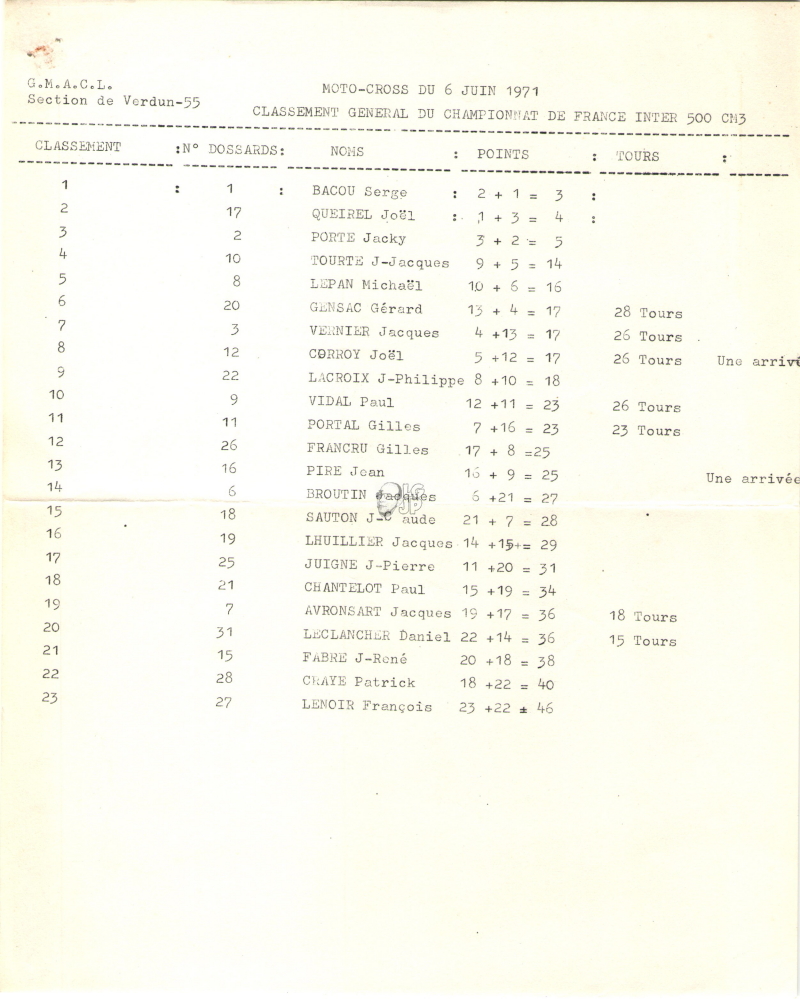 G.M.A.C.L.
Section de Verdun-55
MOTO-CROSS DU 6 JUIN 1971
CLASSEMENT GENERAL DU CHAMPIONNAT DE FRANCE INTER 500 CM3
CLASSEMENT :N° DOSSARDS: NOMS : POINTS : TOURS :
1 : 1 : BACOU Serge : 2 + 1 = 3 :
2 17 QUEIREL Joël : 1 + 3 = 4 :
3 2 PORTE Jacky 3 + 2 = 5
4 10 TOURTE J-Jacques 9 + 5 = 14
5 8 LEPAN Michaël 10 + 6 = 16
6 20 GENSAC Gérard 13 + 4 = 17 28 Tours
7 3 VERNIER Jacques 4 +13 = 17 26 Tours
8 12 CORROY Joël 5 +12 = 17 26 Tours Une arrivé
9 22 LACROIX J-Philippe 8 +10 = 18
10 9 VIDAL Paul 12 +11 = 23 26 Tours
11 11 PORTAL Gilles 7 +16 = 23 23 Tours
12 26 FRANCRU Gilles 17 + 8 =25
13 16 PIRE Jean 16 + 9 = 25 Une arrivée
14 6 BROUTIN Jacques 6 +21 = 27
15 18 SAUTON J-C aude 21 + 7 = 28
16 19 LHUILLIER Jacques 14 +15+= 29
17 25 JUIGNE J-Pierre 11 +20 = 31
18 21 CHANTELOT Paul 15 +19 = 34
19 7 AVRONSART Jacques 19 +17 = 36 18 Tours
20 31 LECLANCHER Daniel 22 +14 = 36 15 Tours
21 15 FABRE J-René 20 +18 = 38
22 28 CRAYE Patrick 18 +22 = 40
23 27 LENOIR François 23 +22 ± 46